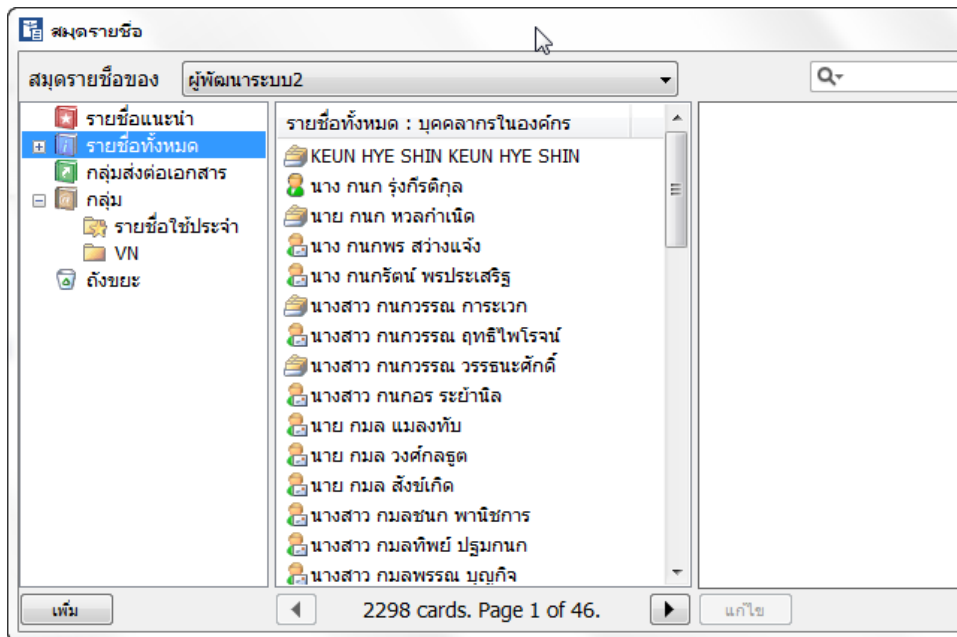 สมุดรายชื่อ
สมุดรายชื่อของ ผู้พัฒนาระบบ2
รายชื่อแนะนำ
รายชื่อทั้งหมด
กลุ่มส่งต่อเอกสาร
กลุ่ม
รายชื่อใช้ประจำ
VN
ถังขยะ
รายชื่อทั้งหมด : บุคคลากรในองค์กร
KEUN HYE SHIN KEUN HYE SHIN
นาง กนก รุ่งกีรติกุล
นาย กนก หวลกำเนิด
นาง กนกพร สว่างแจ้ง
นาง กนกรัตน์ พรประเสริฐ
นางสาว กนกวรรณ การะเวก
นางสาว กนกวรรณ ฤทธิ์ไพโรจน์
นางสาว กนกวรรณ วรรธนะศักดิ์
นางสาว กนกอร ระย้านิล
นาย กมล แมลงทับ
นาย กมล วงศ์กลธูต
นาย กมล สังข์เกิด
นางสาว กมลชนก พานิชการ
นางสาว กมลทิพย์ ปฐมกนก
นางสาว กมลพรรณ บุญกิจ
เพิ่ม
2298 cards. Page 1 of 46.
แก้ไข